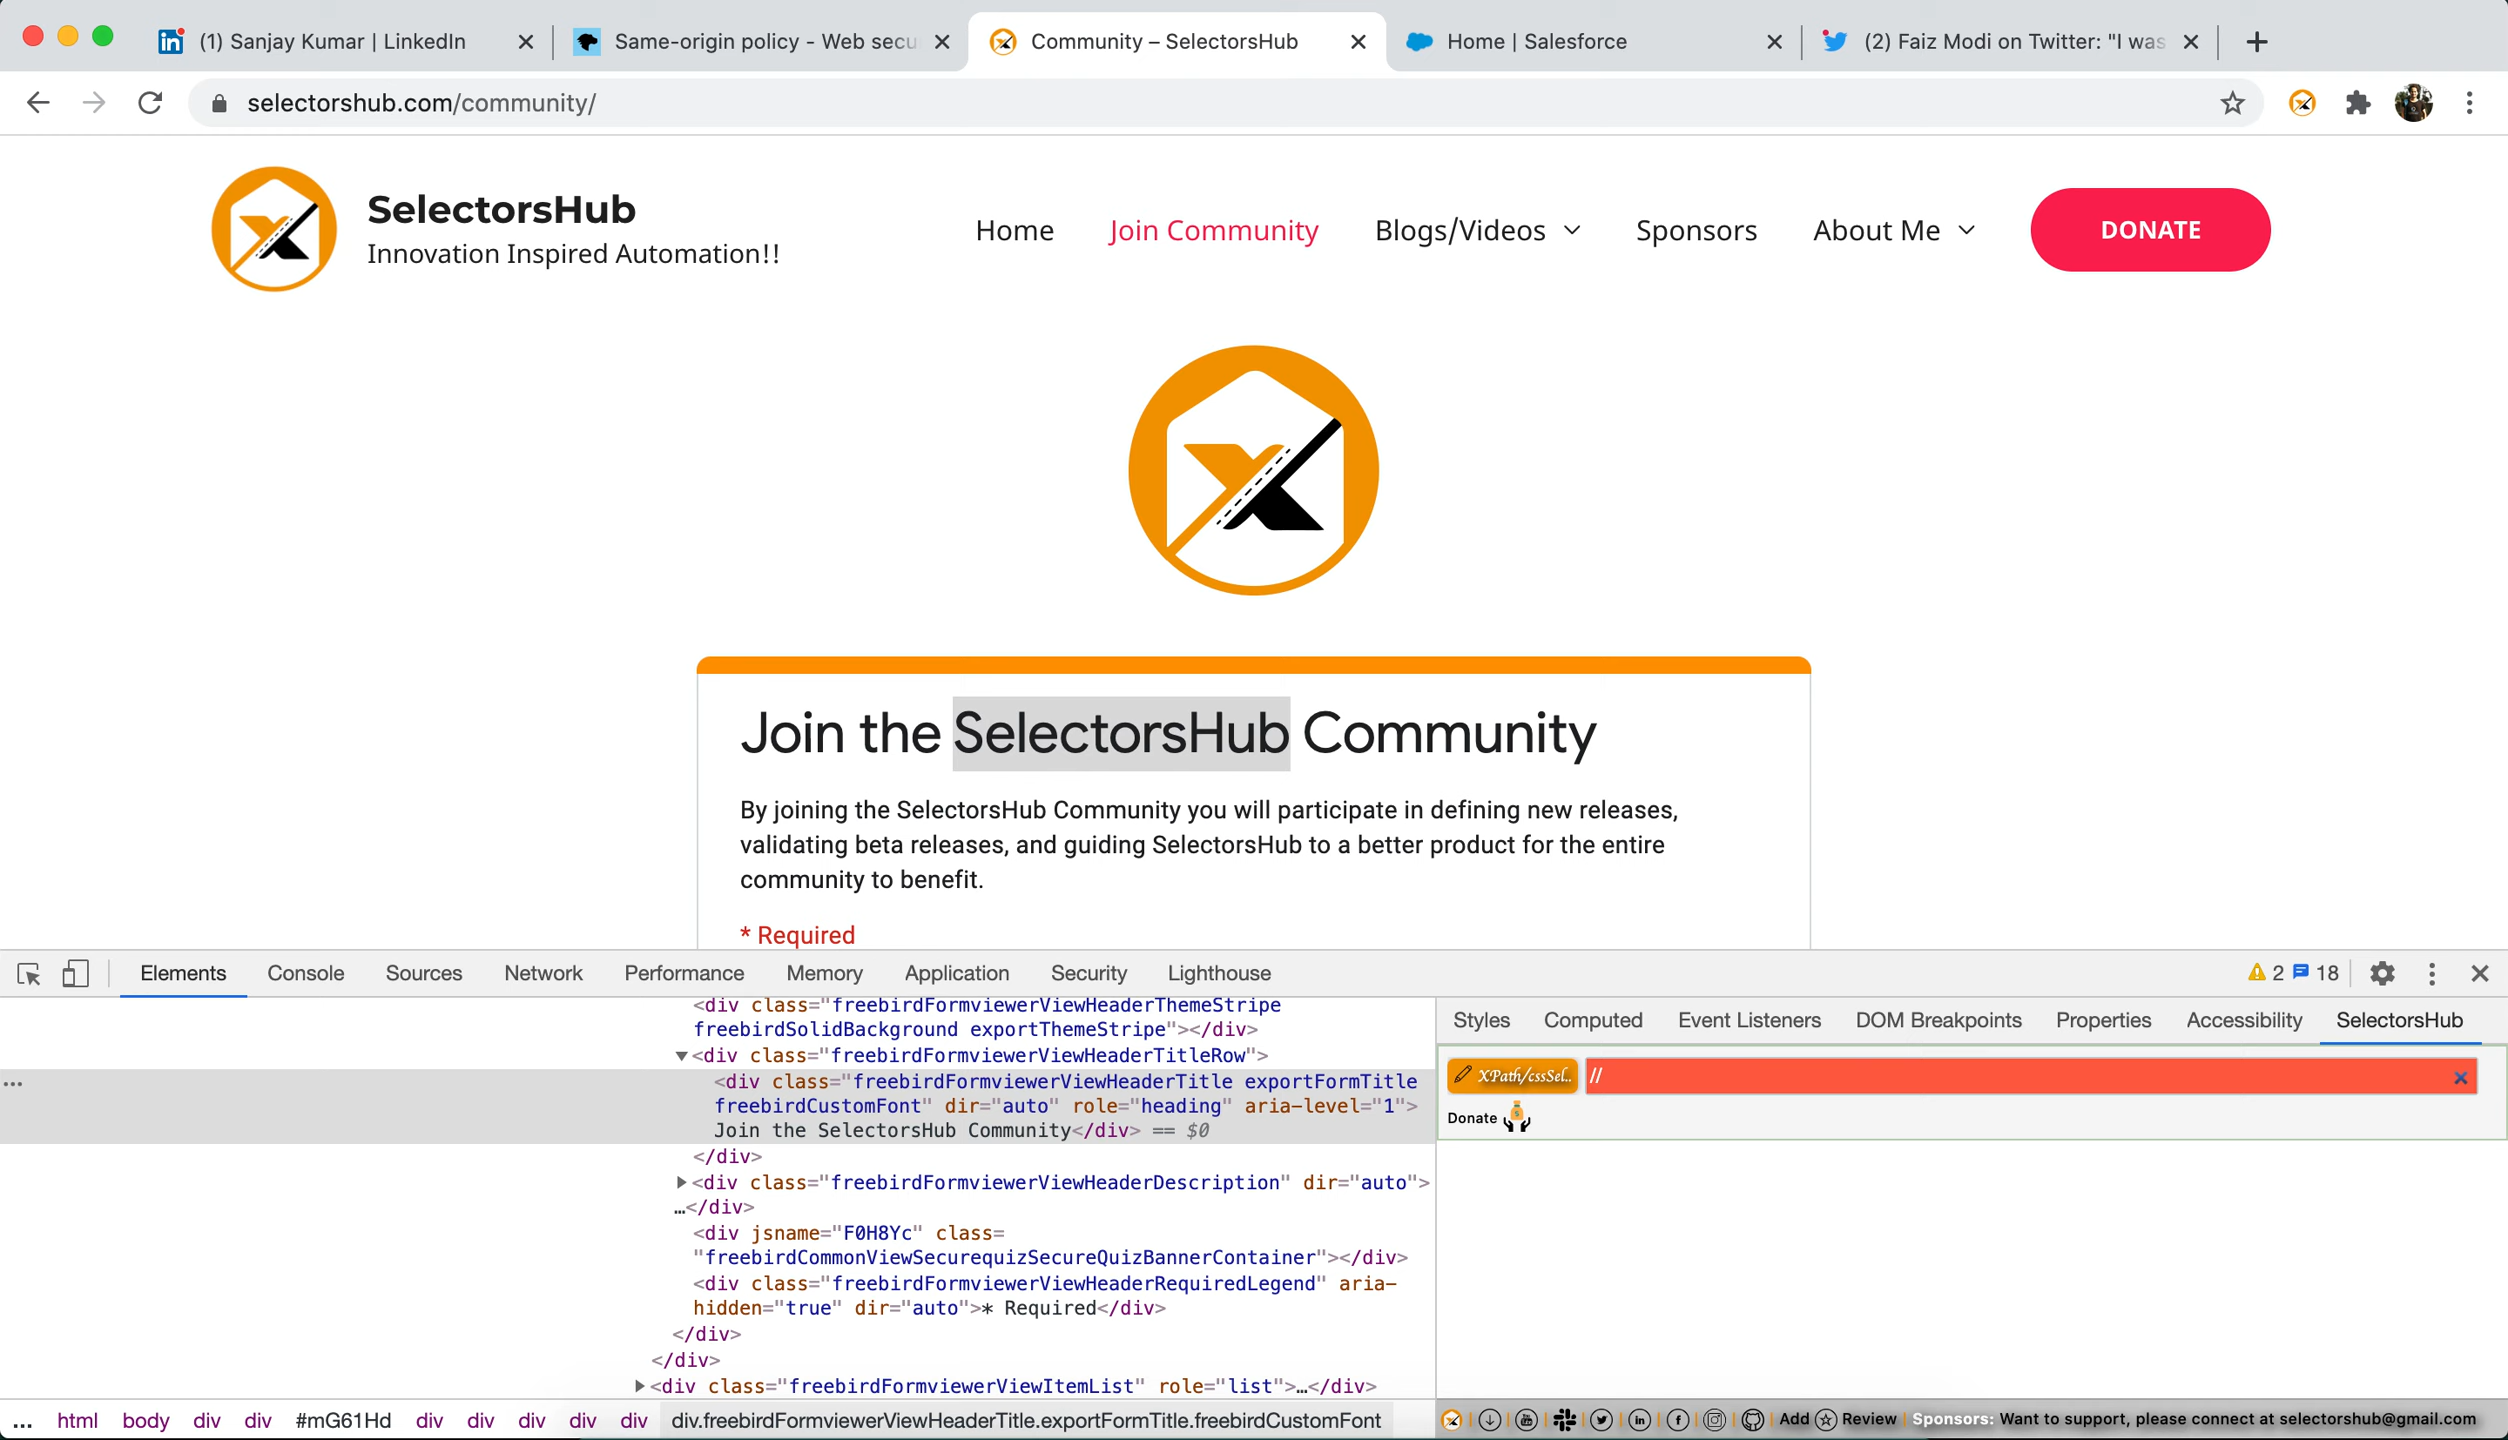 (1) Sanjay Kumar | LinkedIn
Same-origin policy - Web secu
Community – SelectorsHub
Home | Salesforce
(2) Faiz Modi on Twitter: "I was
selectorshub.com/community/
SelectorsHub
Innovation Inspired Automation!!
Home
Join Community
Blogs/Videos
Sponsors
About Me
DONATE
Join the SelectorsHub Community
By joining the SelectorsHub Community you will participate in defining new releases,
validating beta releases, and guiding SelectorsHub to a better product for the entire
community to benefit.
* Required
Elements
Console
Sources
Network
Performance
Memory
Application
Security
Lighthouse
2
18
<div class="freebirdFormviewerViewHeaderThemeStripe
freebirdSolidBackground exportThemeStripe"></div>
<div class="freebirdFormviewerViewHeaderTitleRow">
<div class="freebirdFormviewerViewHeaderTitle exportFormTitle
freebirdCustomFont" dir="auto" role="heading" aria-level="1">
Join the SelectorsHub Community</div> == $0
</div>
<div class="freebirdFormviewerViewHeaderDescription" dir="auto">
…</div>
<div jsname="F0H8Yc" class=
"freebirdCommonViewSecurequizSecureQuizBannerContainer"></div>
<div class="freebirdFormviewerViewHeaderRequiredLegend" aria-
hidden="true" dir="auto">* Required</div>
</div>
</div>
<div class="freebirdFormviewerViewItemList" role="list">…</div>
... html body div div #mG61Hd div div div div div div.freebirdFormviewerViewHeaderTitle.exportFormTitle.freebirdCustomFont
Styles
Computed
Event Listeners
DOM Breakpoints
Properties
Accessibility
SelectorsHub
XPath/cssSel..
//
Donate
Add Review Sponsors: Want to support, please connect at selectorshub@gmail.com